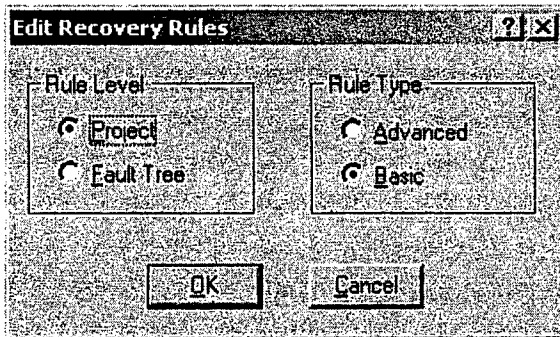 Edit Recovery Rules ? ×
Rule Level Rule Type
Project Advanced
Fault Tree Basic
OK Cancel